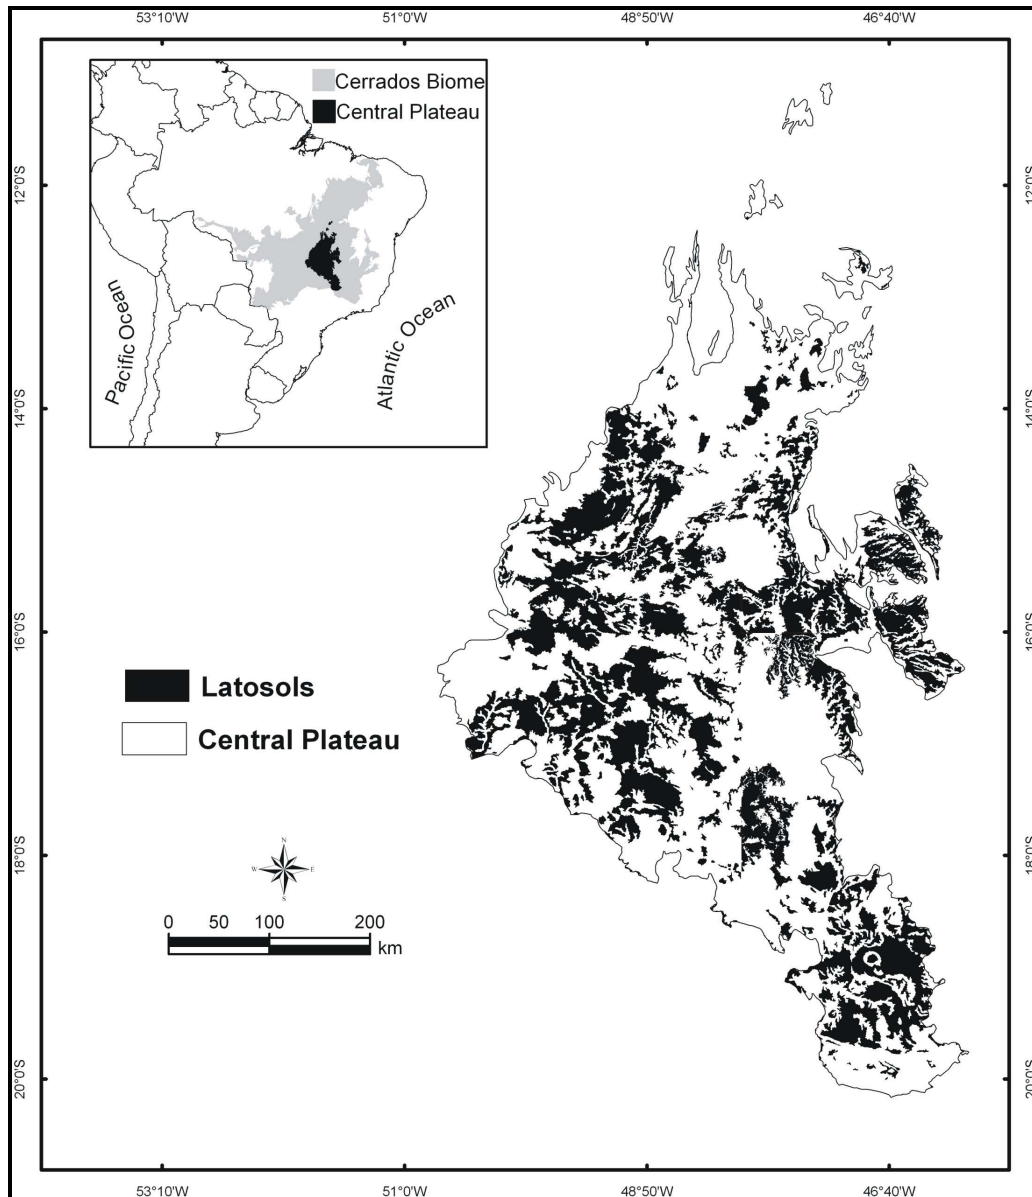 53°10'W 51°0'W 48°50'W 46°40'W
Cerrados Biome
Central Plateau
Pacific Ocean
Atlantic Ocean
12°0'S 12°0'S
14°0'S 14°0'S
16°0'S 16°0'S
Latosols
Central Plateau
18°0'S 18°0'S
N
W E
S
0 50 100 200
km
20°0'S 20°0'S
53°10'W 51°0'W 48°50'W 46°40'W